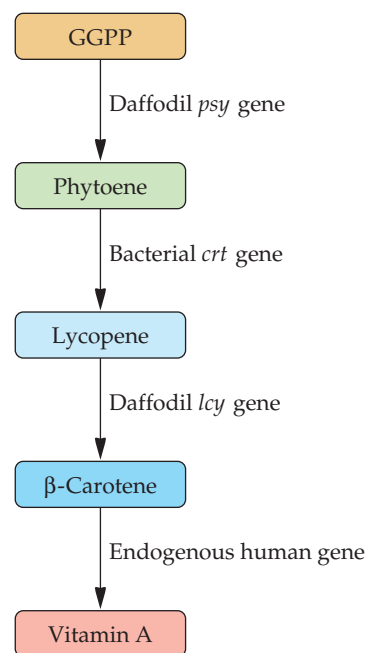 GGPP
Daffodil psy gene
Phytoene
Bacterial crt gene
Lycopene
Daffodil lcy gene
β-Carotene
Endogenous human gene
Vitamin A